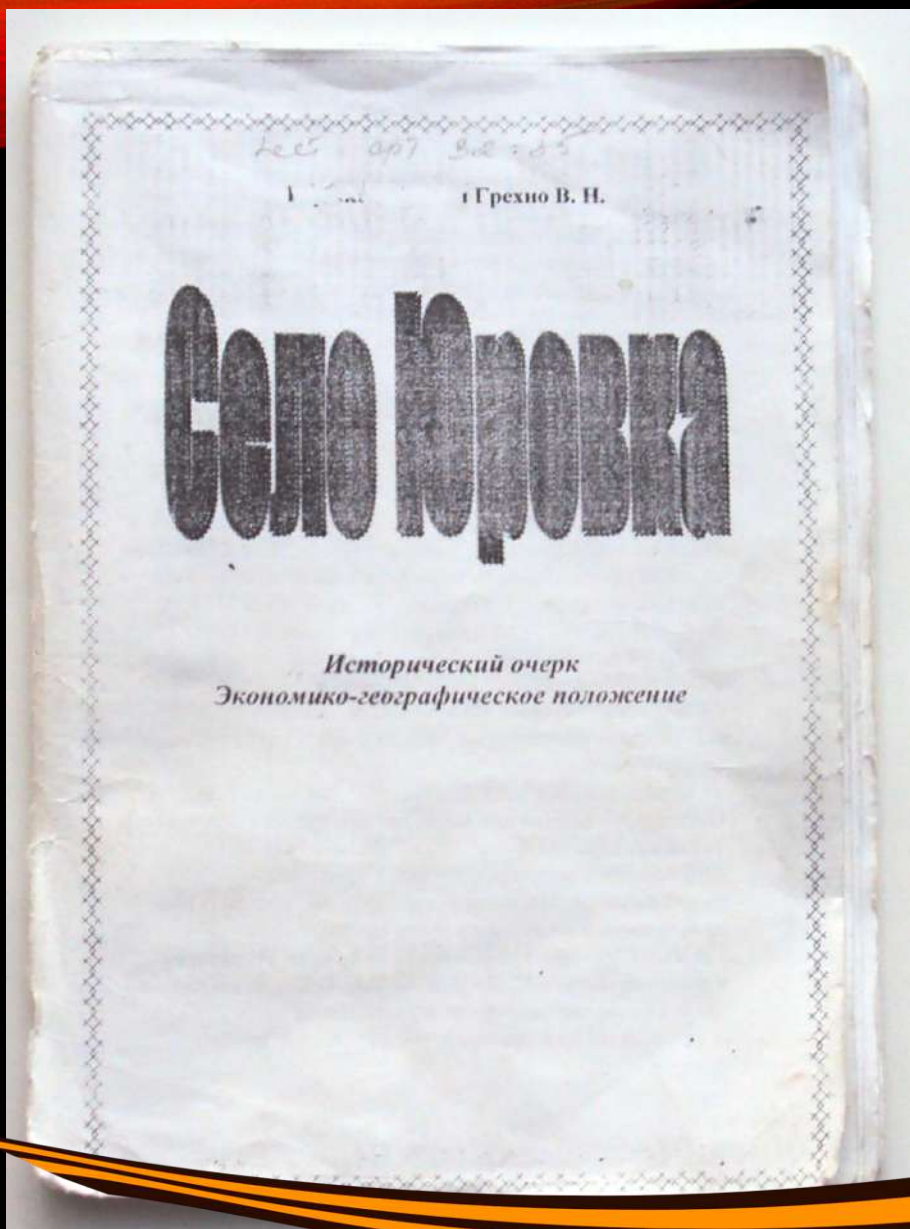 Грехно В. Н.
Село Юровка
Исторический очерк
Экономико-географическое положение